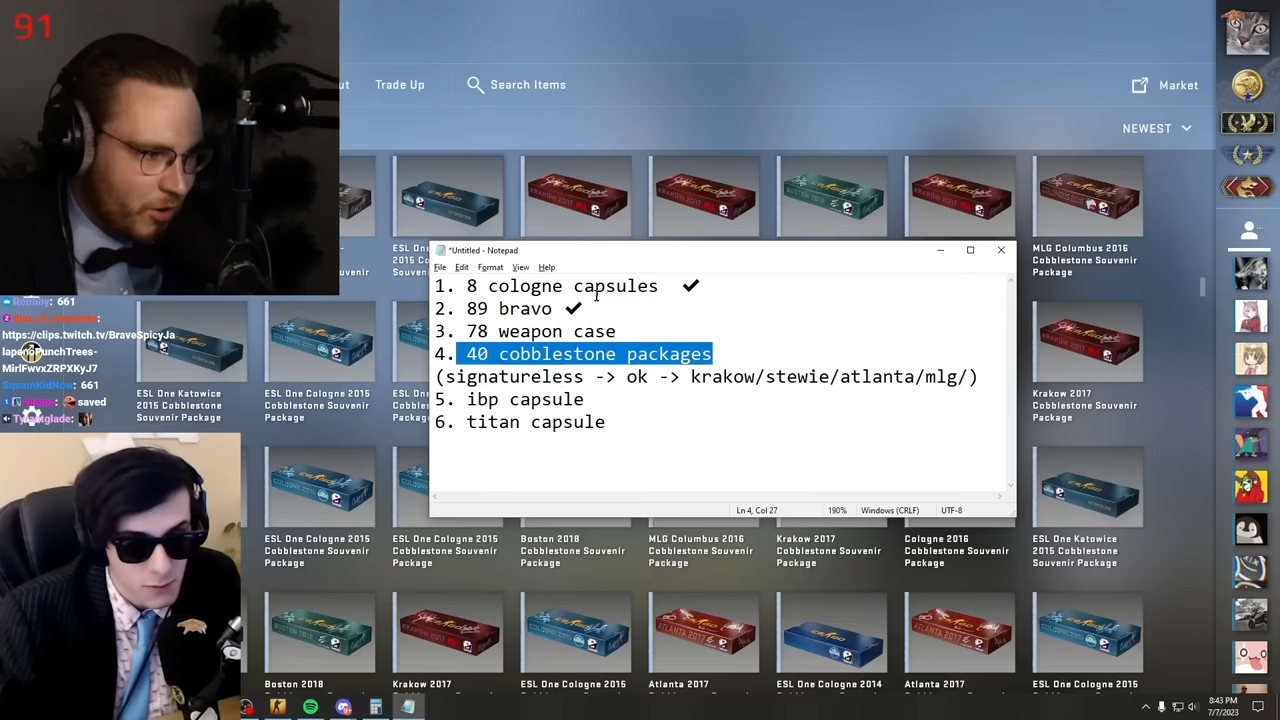 91
Trade Up
Search Items
Market
NEWEST
MLG Columbus 2016
Cobblestone Souvenir
Package
*Untitled - Notepad
File Edit Format View Help
1. 8 cologne capsules ✔
2. 89 bravo ✔
3. 78 weapon case
4. 40 cobblestone packages
(signatureless -> ok -> krakow/stewie/atlanta/mlg/)
5. ibp capsule
6. titan capsule
Ln 4, Col 27 190% Windows (CRLF) UTF-8
Roboby: 661
https://clips.twitch.tv/BraveSpicyJa
lapenoPunchTrees-
MirlFwvxZRPXKyJ7
SquamKidNow: 661
saved
ESL One Katowice
2015 Cobblestone
Souvenir Package
ESL One Cologne
2015 Cobblestone
Souvenir Package
Krakow 2017
Cobblestone Souvenir
Package
ESL One Cologne
2015 Cobblestone
Souvenir Package
ESL One Cologne
2015 Cobblestone
Souvenir Package
Boston 2018
Cobblestone Souvenir
Package
MLG Columbus 2016
Cobblestone Souvenir
Package
Krakow 2017
Cobblestone Souvenir
Package
Cologne 2016
Cobblestone Souvenir
Package
ESL One Katowice
2015 Cobblestone
Souvenir Package
Boston 2018
Krakow 2017
ESL One Cologne
Atlanta 2017
ESL One Cologne 2014
Atlanta 2017
ESL One Cologne
8:43 PM
7/7/2023